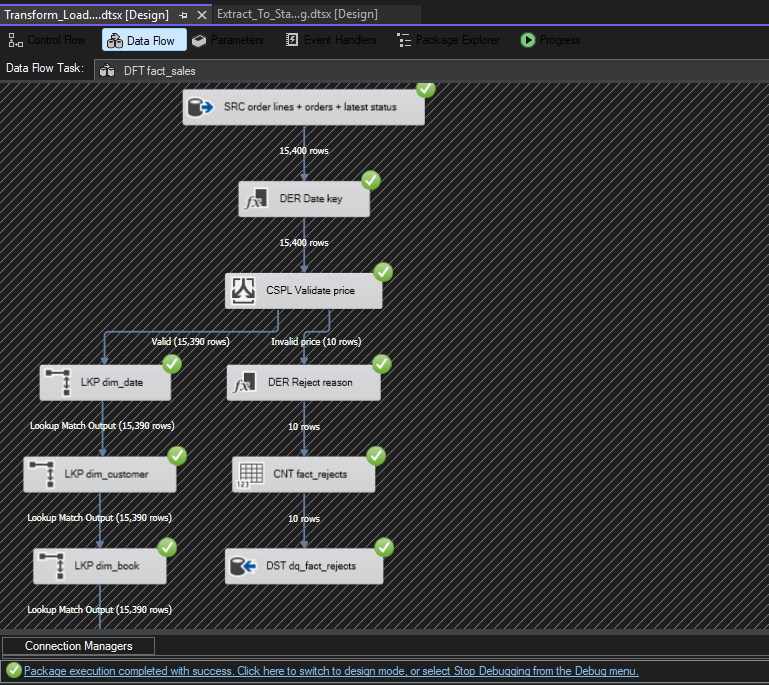 Transform_Load....dtsx [Design] Extract_To_Sta...g.dtsx [Design]
Control Flow Data Flow Parameters Event Handlers Package Explorer Progress
Data Flow Task: DFT fact_sales
SRC order lines + orders + latest status
15,400 rows
DER Date key
15,400 rows
CSPL Validate price
Valid (15,390 rows) Invalid price (10 rows)
LKP dim_date DER Reject reason
Lookup Match Output (15,390 rows) 10 rows
LKP dim_customer CNT fact_rejects
Lookup Match Output (15,390 rows) 10 rows
LKP dim_book DST dq_fact_rejects
Lookup Match Output (15,390 rows)
Connection Managers
Package execution completed with success. Click here to switch to design mode, or select Stop Debugging from the Debug menu.